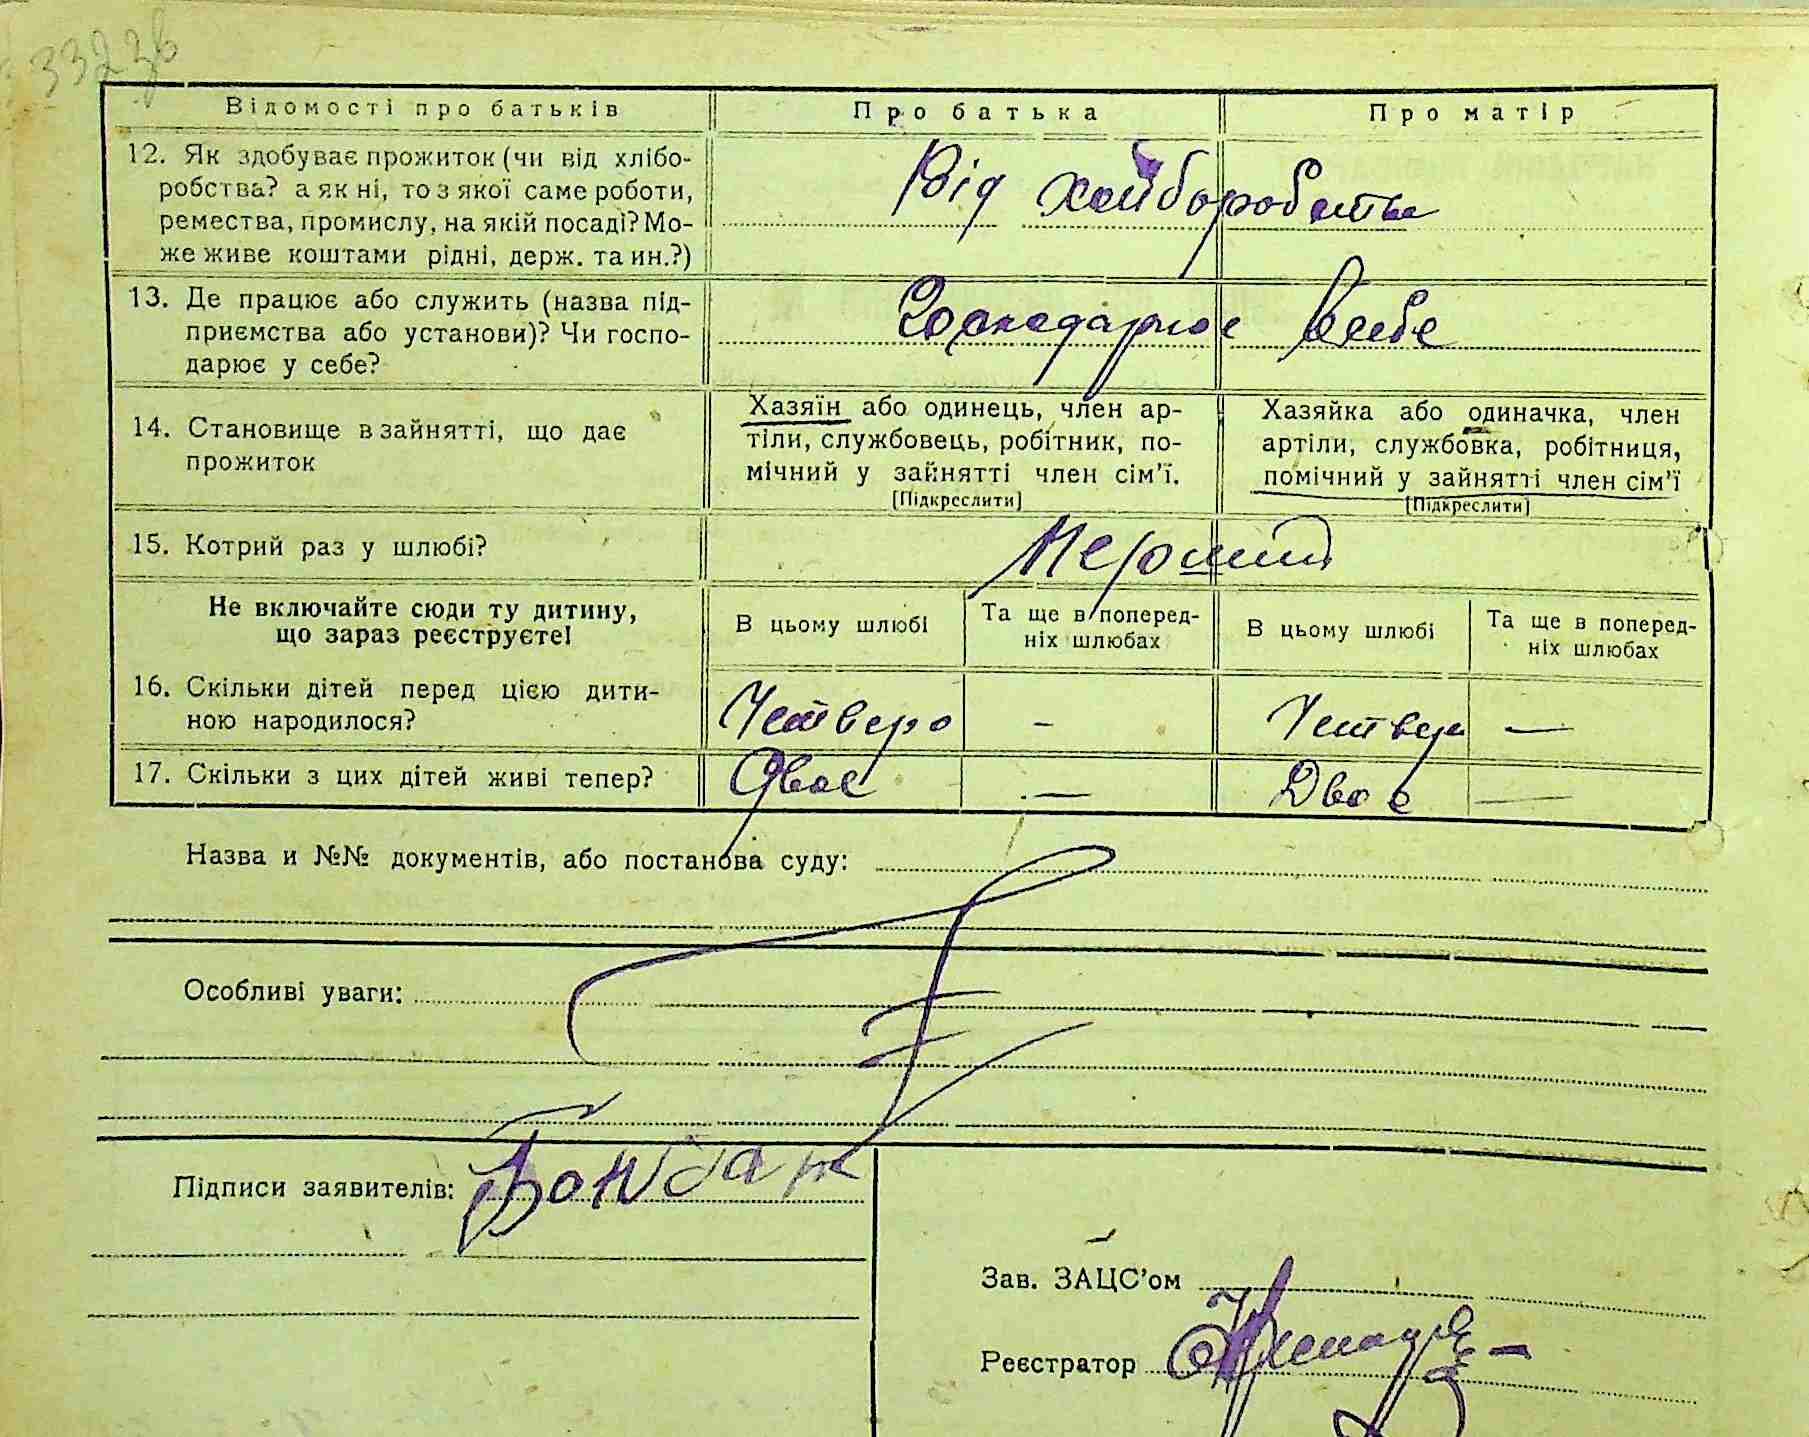 332 зв
Відомості про батьків
Про батька
Про матір
12. Як здобуває прожиток (чи від хлібо-
робства? а як ні, то з якої саме роботи,
ремества, промислу, на якій посаді? Мо-
же живе коштами рідні, держ. та ин.?)
Від хліборобства
13. Де працює або служить (назва під-
приємства або установи)? Чи госпо-
дарює у себе?
Господарює в себе
14. Становище в зайнятті, що дає
прожиток
Хазяїн або одинець, член ар-
тіли, службовець, робітник, по-
мічний у зайнятті член сім'ї.
[Підкреслити]
Хазяйка або одиначка, член
артіли, службовка, робітниця,
помічний у зайнятті член сім'ї
[Підкреслити]
15. Котрий раз у шлюбі?
Перший
Не включайте сюди ту дитину,
що зараз реєструєте!
В цьому шлюбі
Та ще в поперед-
ніх шлюбах
В цьому шлюбі
Та ще в поперед-
ніх шлюбах
16. Скільки дітей перед цією дити-
ною народилося?
Четверо
-
Четверо
—
17. Скільки з цих дітей живі тепер?
Двоє
—
Двоє
—
Назва и №№ документів, або постанова суду:
Особливі уваги:
Підписи заявителів:
Зав. ЗАЦС'ом
Реєстратор